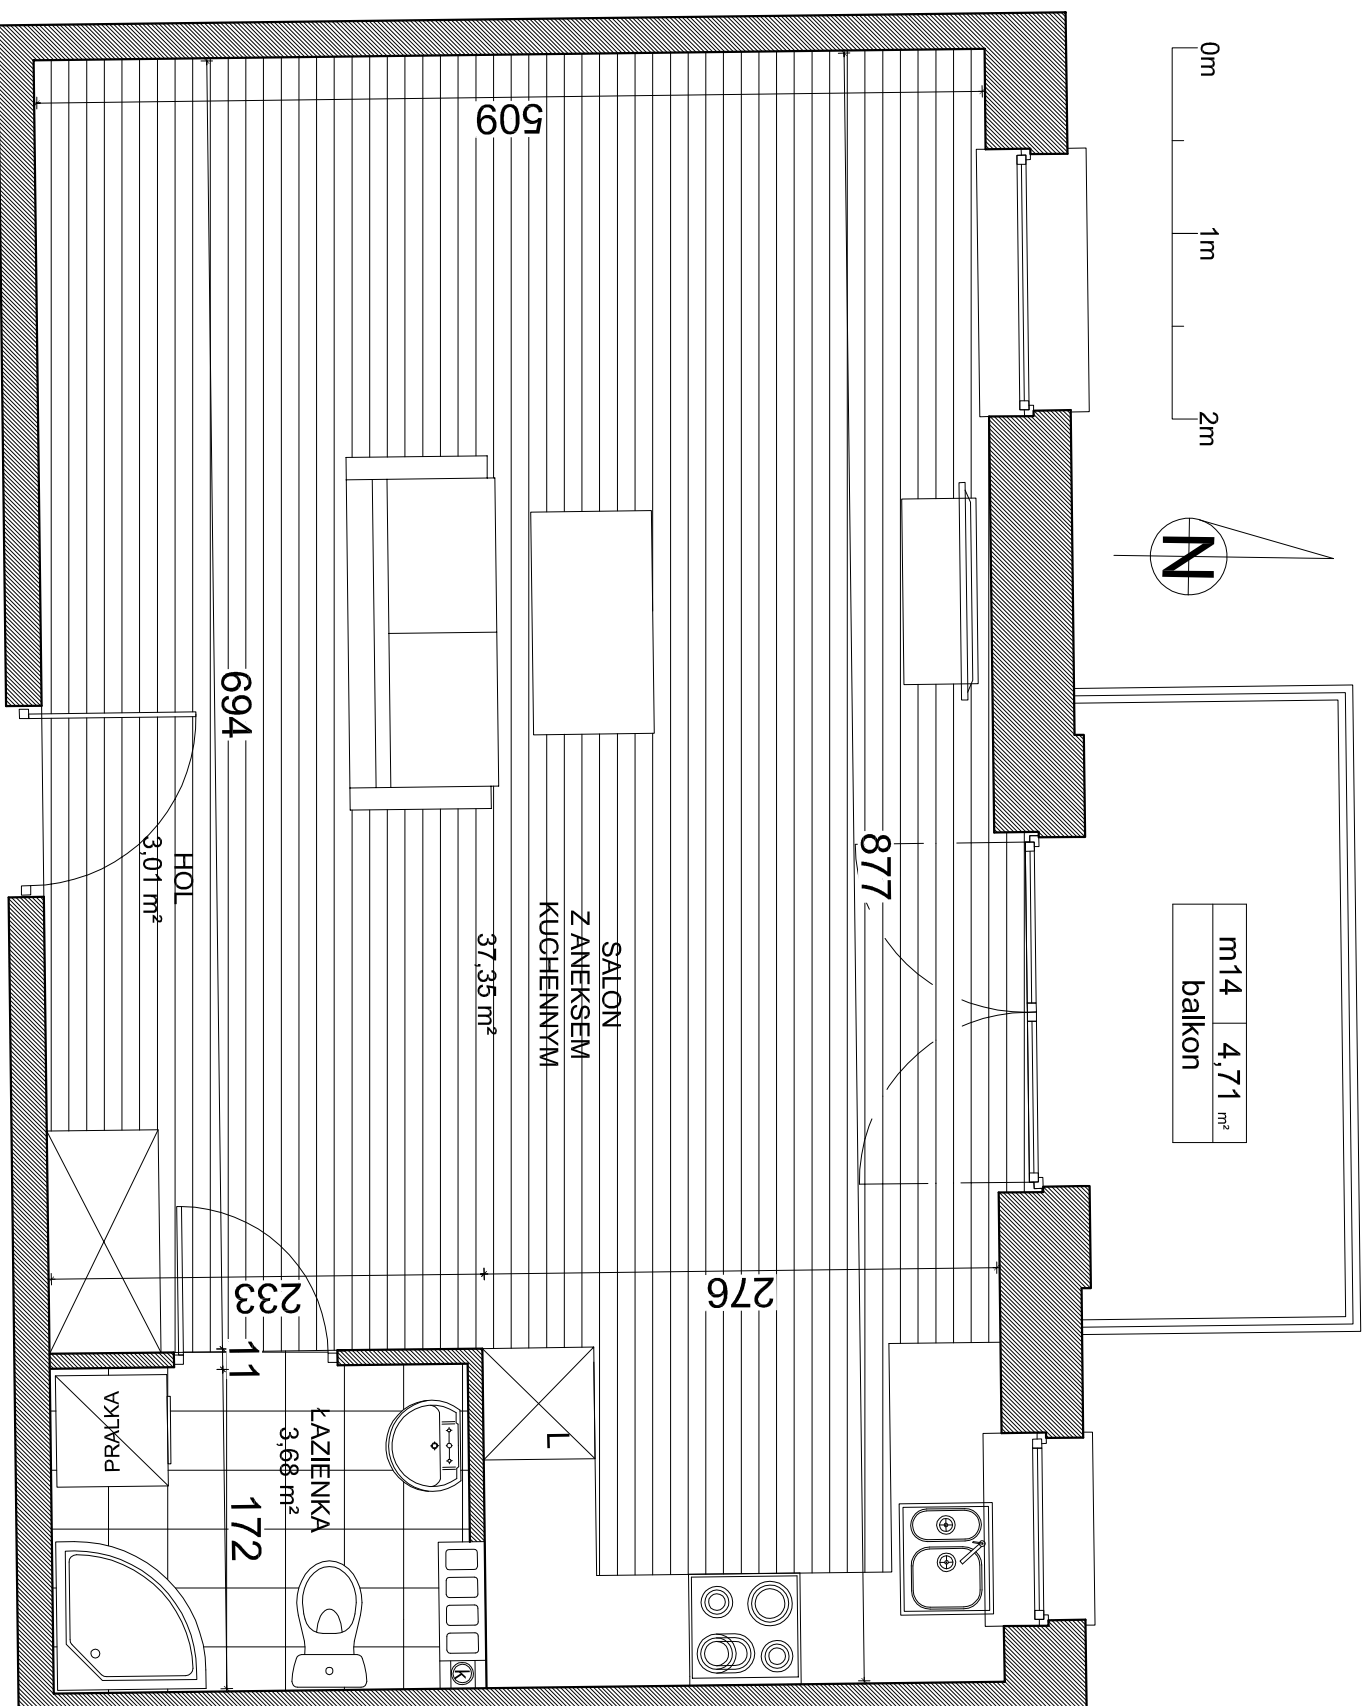 0m
1m
2m
N
m14 4,71 m²
balkon
509
694
877
HOL
3,01 m²
SALON
Z ANEKSEM
KUCHENNYM
37,35 m²
233
276
11
172
L
PRALKA
ŁAZIENKA
3,68 m²
K